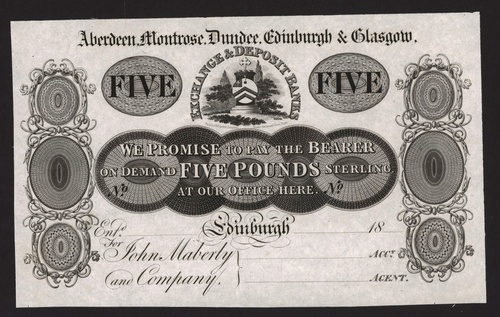 Aberdeen, Montrose, Dundee, Edinburgh & Glasgow.
EXCHANGE & DEPOSIT BANKS
FIVE FIVE
WE PROMISE TO PAY THE BEARER
ON DEMAND FIVE POUNDS STERLING
No. AT OUR OFFICE HERE. No.
Edinburgh 18
Entd.
For
John Maberly ACCT.
and Company. AGENT.